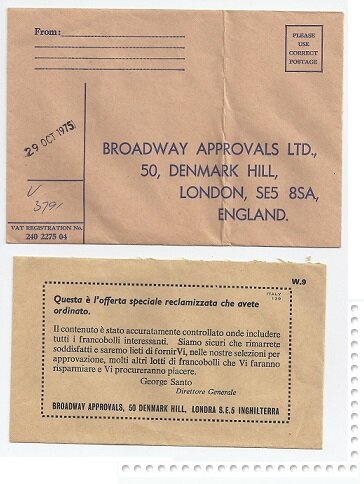 From:
PLEASE
USE
CORRECT
POSTAGE
29 OCT 1975
BROADWAY APPROVALS LTD.,
50, DENMARK HILL,
LONDON, SE5 8SA,
ENGLAND.
V
3791
VAT REGISTRATION No.
240 2275 04
W.9
ITALY
129
Questa è l'offerta speciale reclamizzata che avete
ordinato.
Il contenuto è stato accuratamente controllato onde includere
tutti i francobolli interessanti. Siamo sicuri che rimarrete
soddisfatti e saremo lieti di fornirVi, nelle nostre selezioni per
approvazione, molti altri lotti di francobolli che Vi faranno
risparmiare e Vi procureranno piacere.
George Santo
Direttore Generale
BROADWAY APPROVALS, 50 DENMARK HILL, LONDRA S.E.5 INGHILTERRA